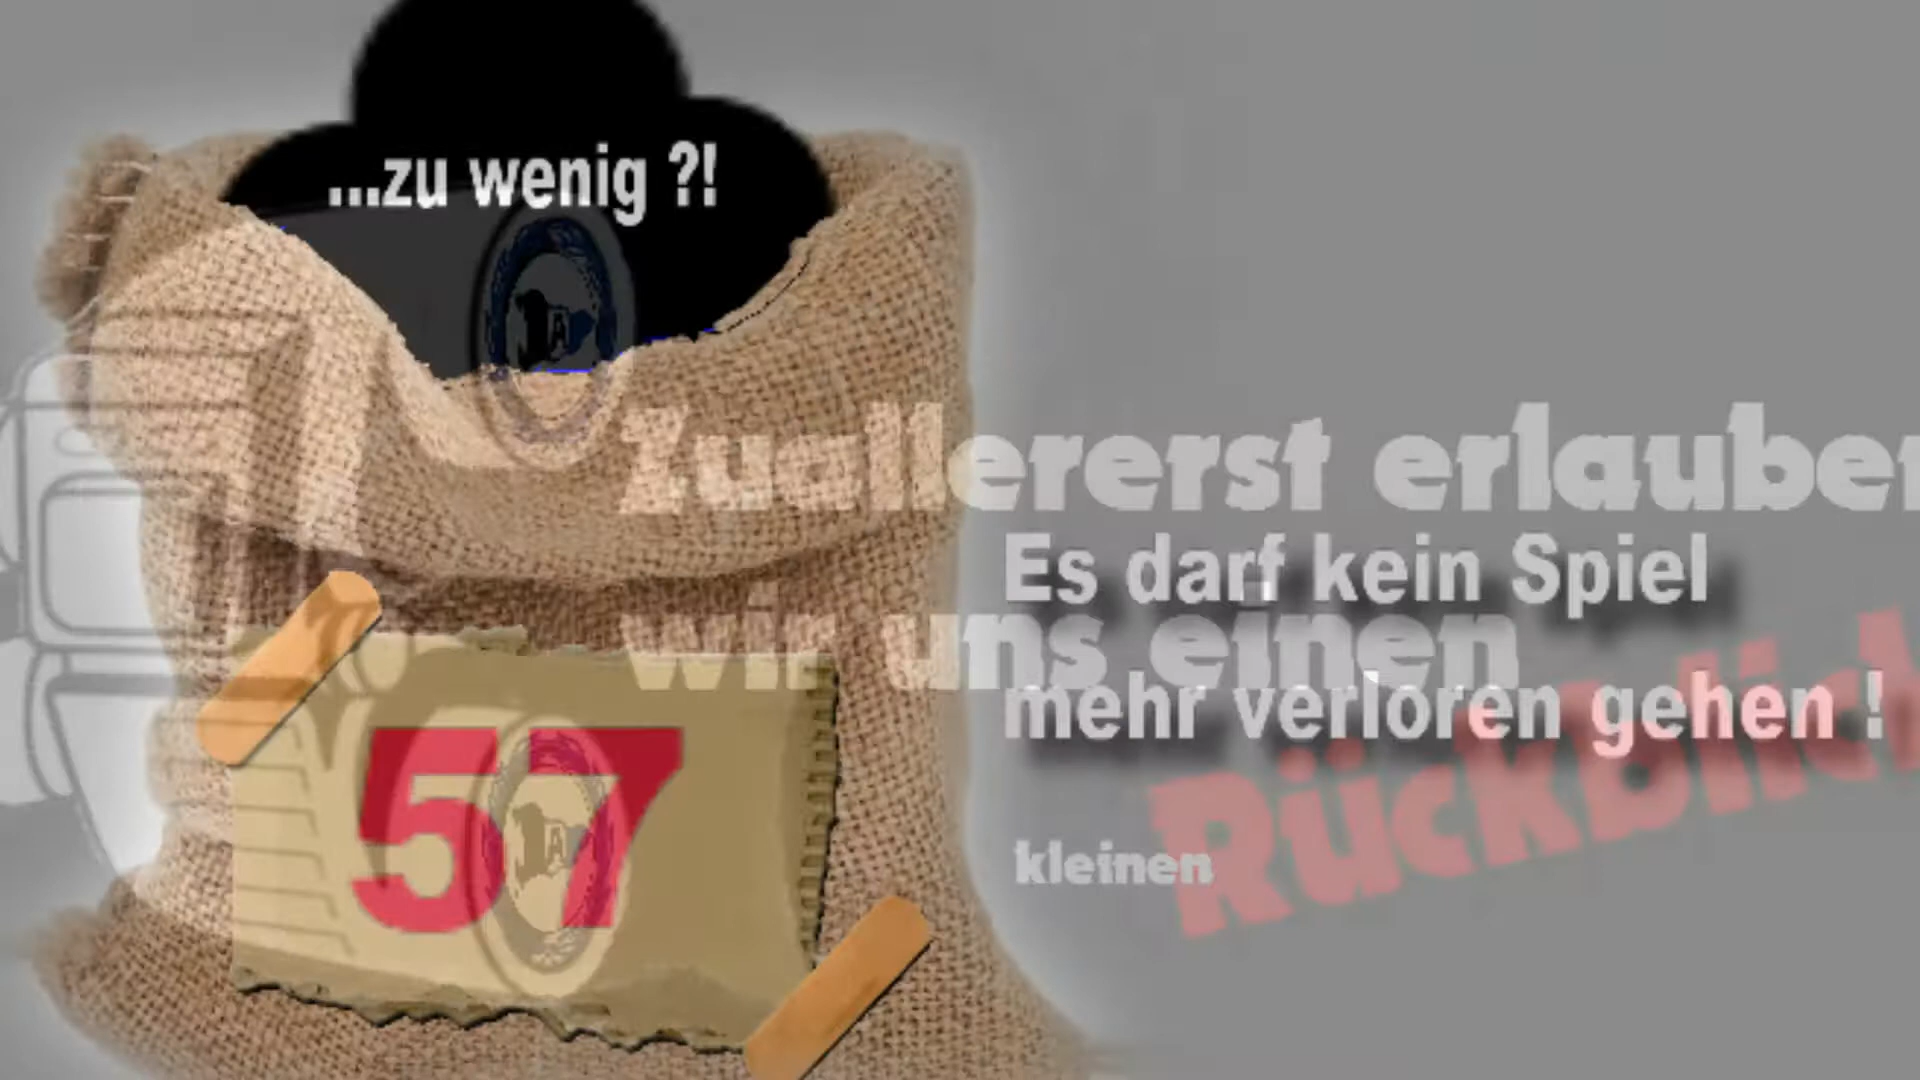 ...zu wenig ?!
Zuallererst erlauben
Es darf kein Spiel
wir uns einen
mehr verloren gehen !
57
kleinen
Rückblick
A
A